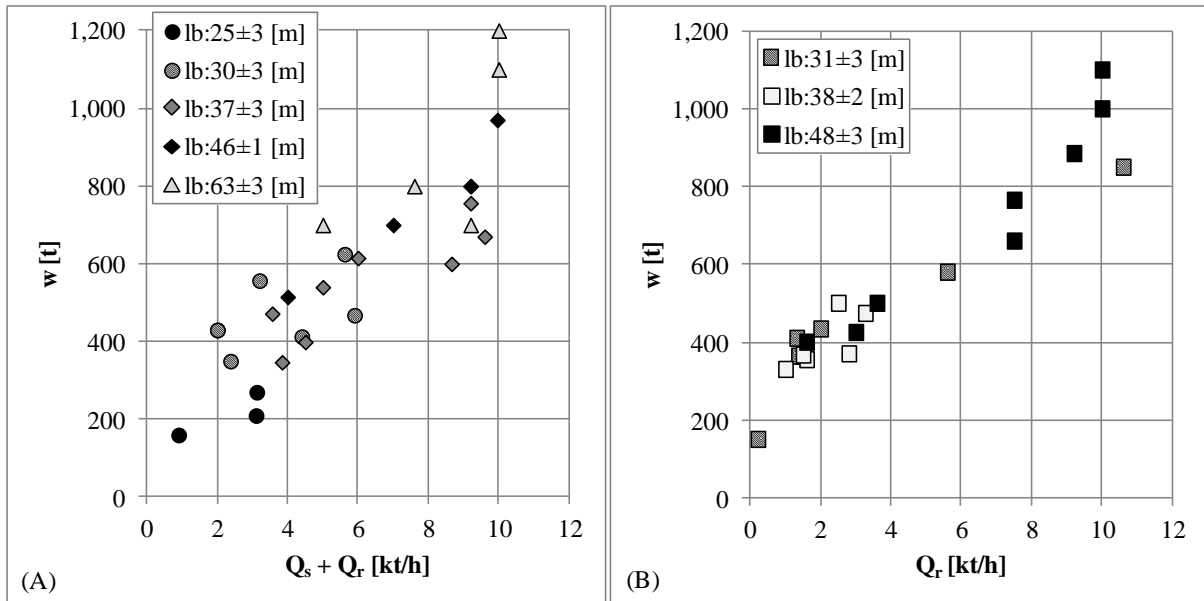 1,200
1,000
800
600
400
200
0
w [t]
lb:25±3 [m]
lb:30±3 [m]
lb:37±3 [m]
lb:46±1 [m]
lb:63±3 [m]
0 2 4 6 8 10 12
Qs + Qr [kt/h]
(A)
1,200
1,000
800
600
400
200
0
w [t]
lb:31±3 [m]
lb:38±2 [m]
lb:48±3 [m]
0 2 4 6 8 10 12
Qr [kt/h]
(B)